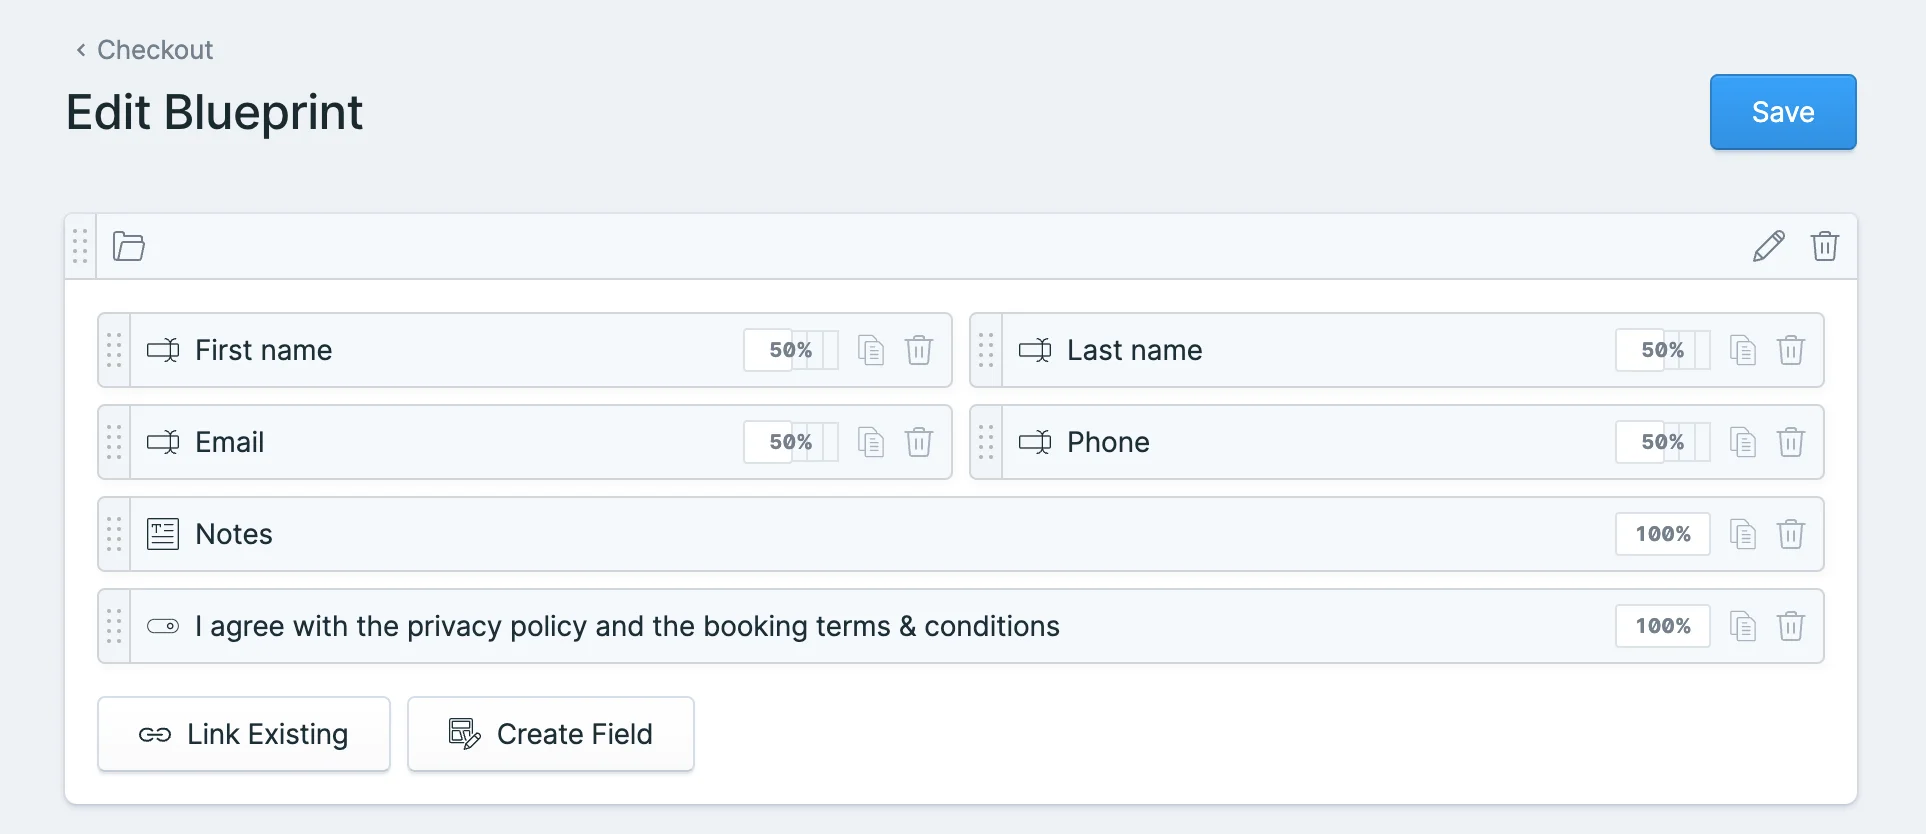 Checkout
Edit Blueprint
Save
First name 50%
Last name 50%
Email 50%
Phone 50%
Notes 100%
I agree with the privacy policy and the booking terms & conditions 100%
Link Existing
Create Field